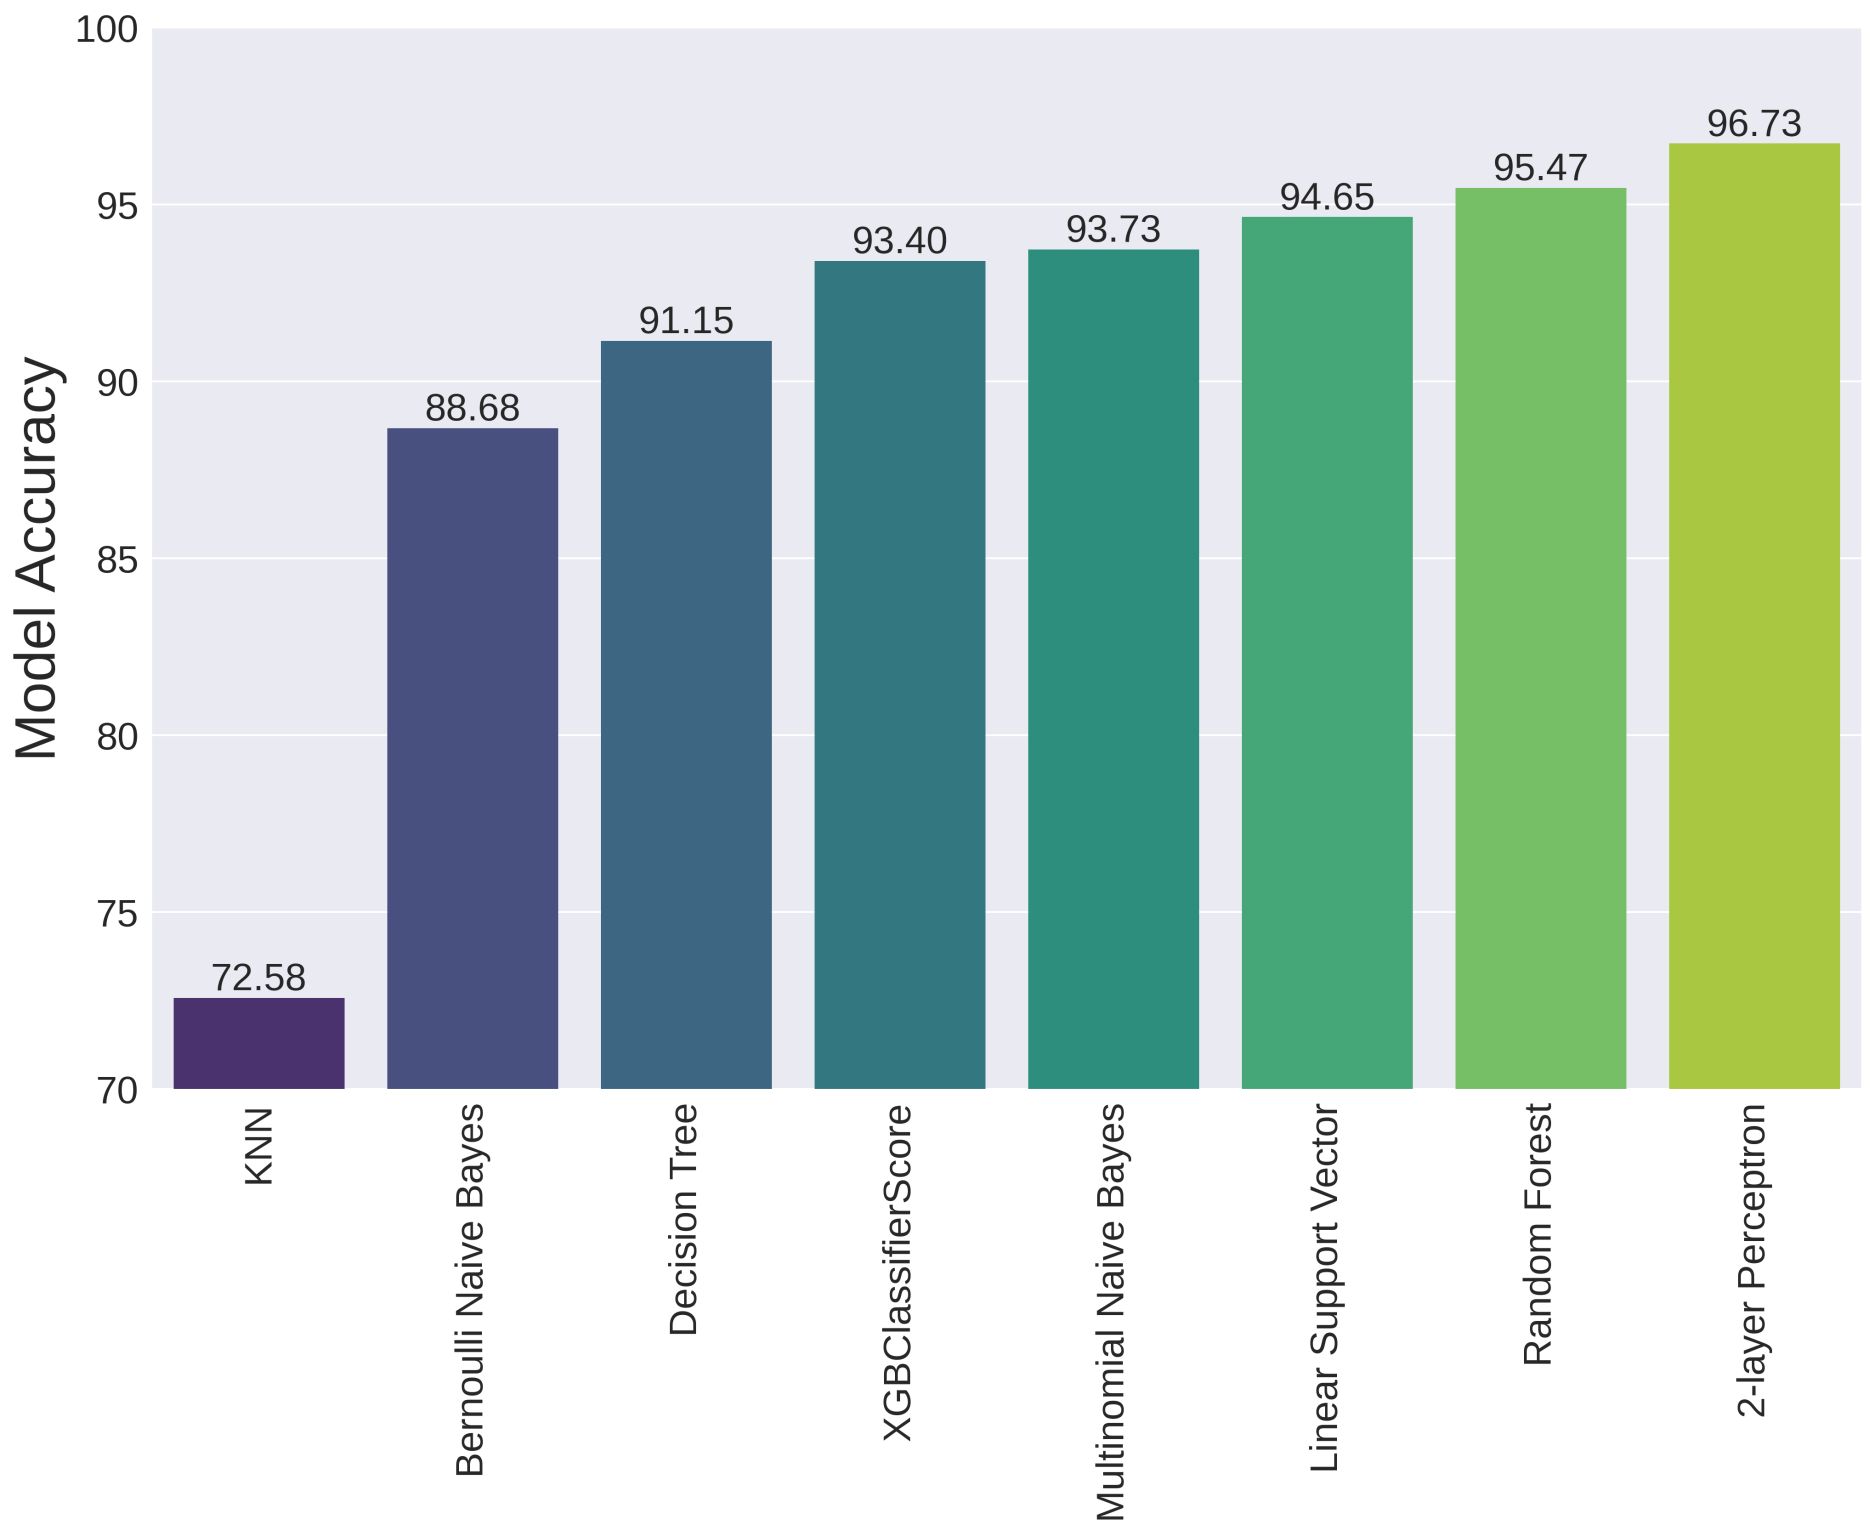 Model Accuracy
100
95
90
85
80
75
70
72.58
88.68
91.15
93.40
93.73
94.65
95.47
96.73
KNN
Bernoulli Naive Bayes
Decision Tree
XGBClassifierScore
Multinomial Naive Bayes
Linear Support Vector
Random Forest
2-layer Perceptron